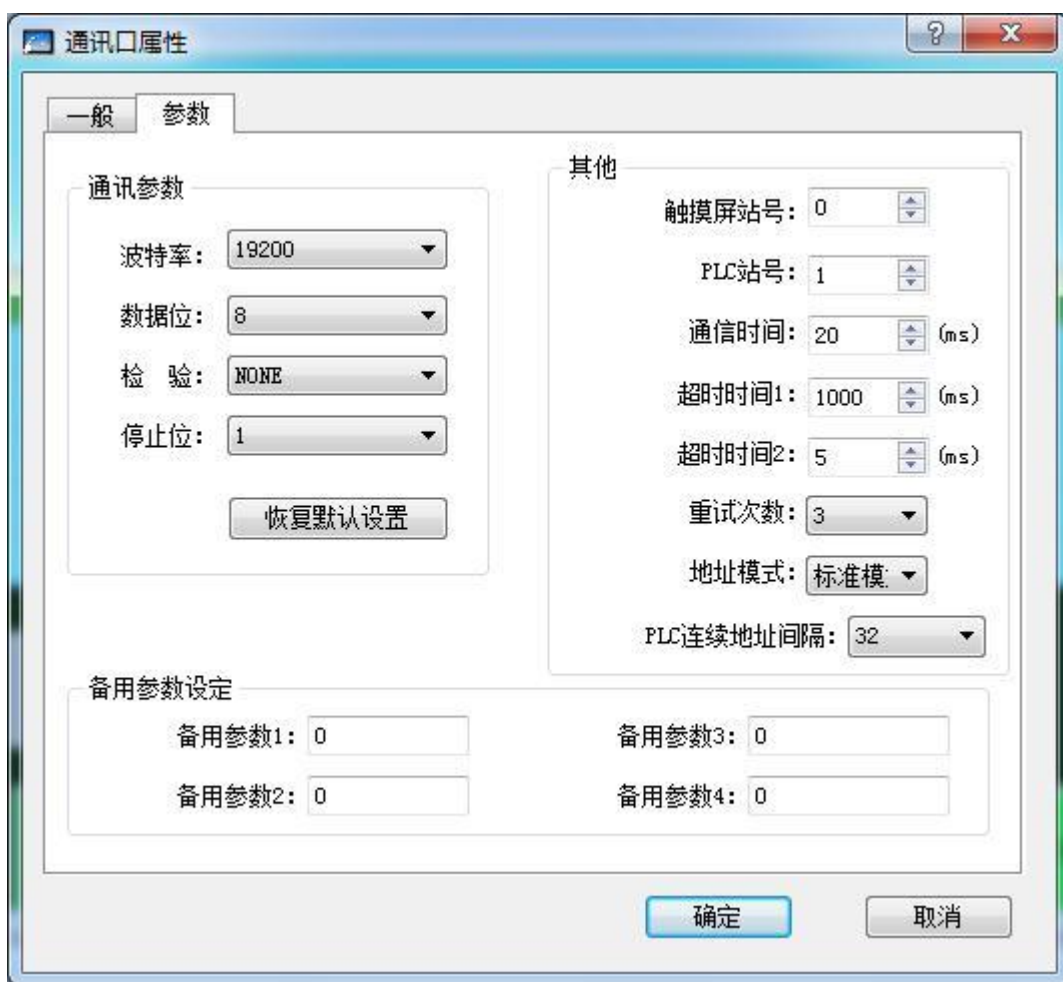 通讯口属性
一般
参数
通讯参数
波特率: 19200
数据位: 8
检 验: NONE
停止位: 1
恢复默认设置
其他
触摸屏站号: 0
PLC站号: 1
通信时间: 20 (ms)
超时时间1: 1000 (ms)
超时时间2: 5 (ms)
重试次数: 3
地址模式: 标准模
PLC连续地址间隔: 32
备用参数设定
备用参数1: 0
备用参数3: 0
备用参数2: 0
备用参数4: 0
确定
取消